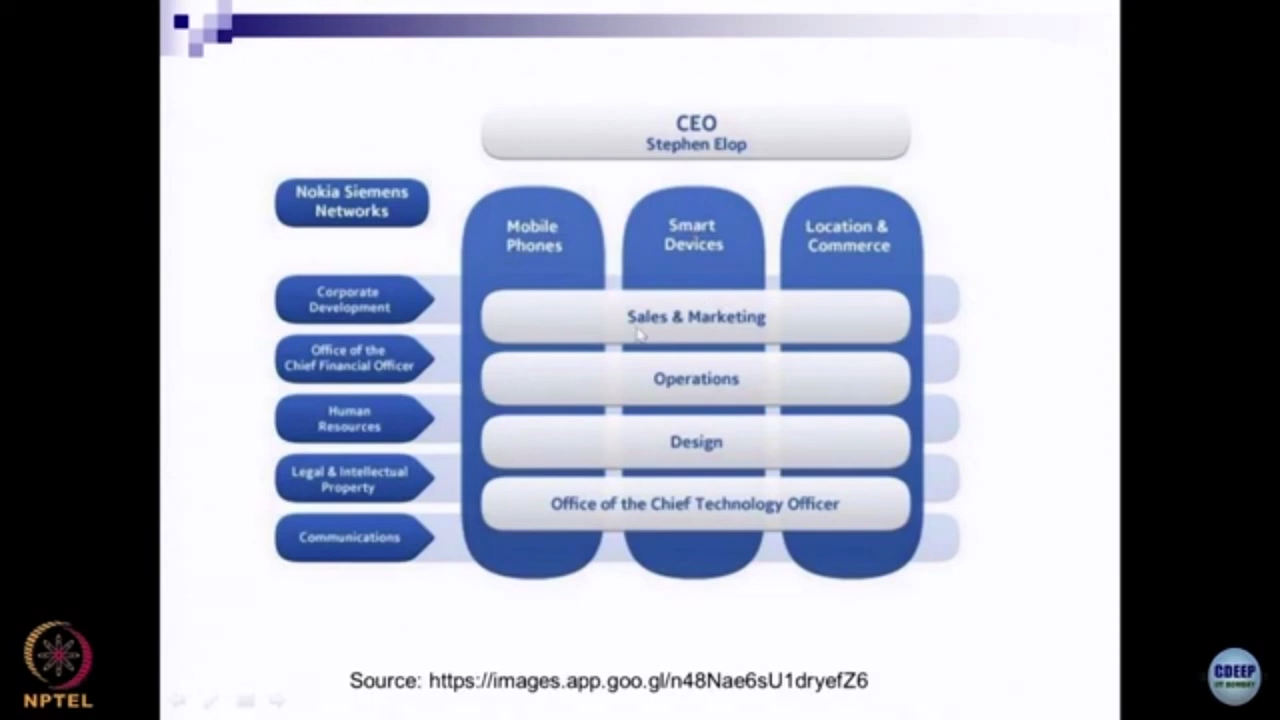 CEO
Stephen Elop
Nokia Siemens
Networks
Mobile
Phones
Smart
Devices
Location &
Commerce
Corporate
Development
Office of the
Chief Financial Officer
Human
Resources
Legal & Intellectual
Property
Communications
Sales & Marketing
Operations
Design
Office of the Chief Technology Officer
Source: https://images.app.goo.gl/n48Nae6sU1dryefZ6
NPTEL
CDEEP
IIT BOMBAY